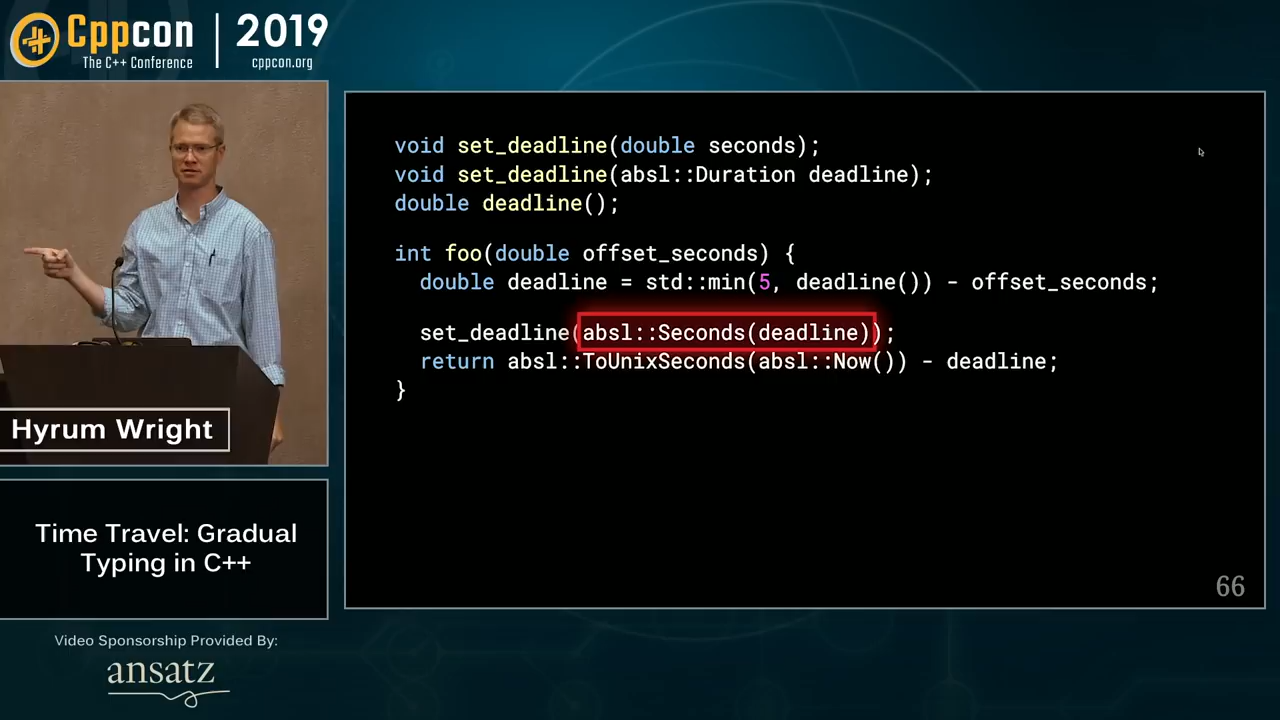 Cppcon
The C++ Conference
2019
cppcon.org
void set_deadline(double seconds);
void set_deadline(absl::Duration deadline);
double deadline();
int foo(double offset_seconds) {
double deadline = std::min(5, deadline()) - offset_seconds;
set_deadline(absl::Seconds(deadline));
return absl::ToUnixSeconds(absl::Now()) - deadline;
}
66
Hyrum Wright
Time Travel: Gradual
Typing in C++
Video Sponsorship Provided By:
ansatz